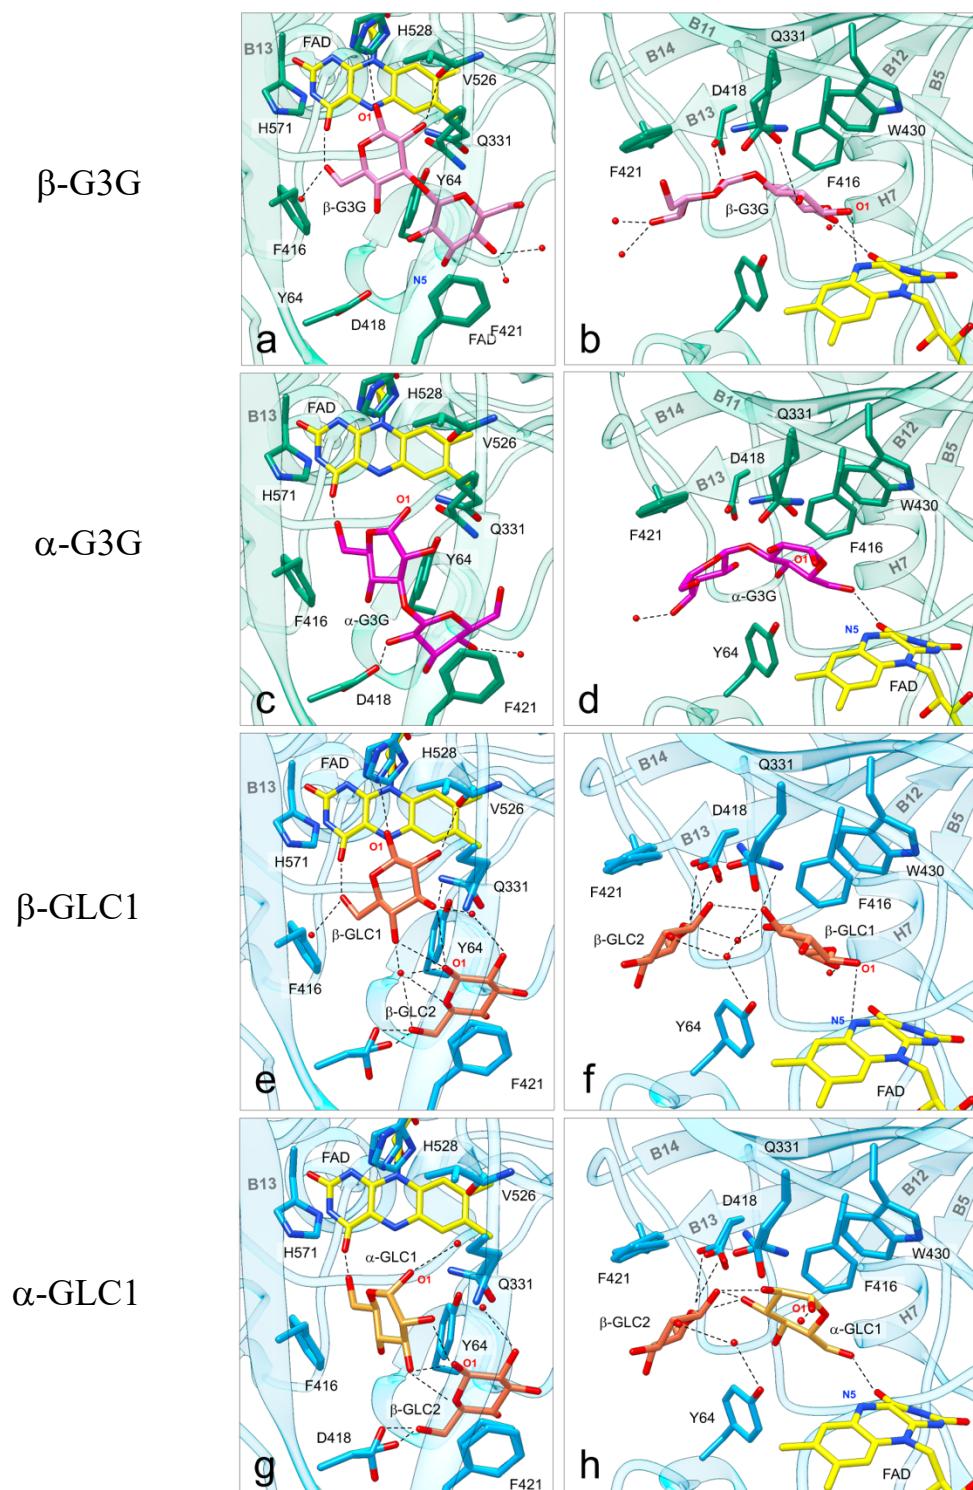 β-G3G
B13
FAD
H528
V526
H571
O1
Q331
Y64
β-G3G
F416
N5
Y64
D418
F421
FAD
a
B11
Q331
B14
B12
D418
B5
B13
W430
F421
F416
β-G3G
O1
H7
b
α-G3G
B13
FAD
H528
V526
H571
O1
Q331
Y64
F416
α-G3G
D418
F421
c
B14
B11
Q331
B12
D418
B5
B13
W430
F421
F416
O1
α-G3G
H7
N5
Y64
FAD
d
β-GLC1
B13
FAD
H528
V526
O1
H571
Q331
β-GLC1
Y64
F416
O1
β-GLC2
F421
e
B14
Q331
B12
D418
B5
B13
W430
F421
F416
β-GLC2
β-GLC1
H7
O1
N5
Y64
FAD
f
α-GLC1
FAD
H528
B13
V526
H571
α-GLC1
O1
Q331
Y64
F416
O1
β-GLC2
D418
F421
g
B14
Q331
B12
D418
B5
B13
W430
F421
F416
O1
β-GLC2
H7
α-GLC1
N5
Y64
FAD
h